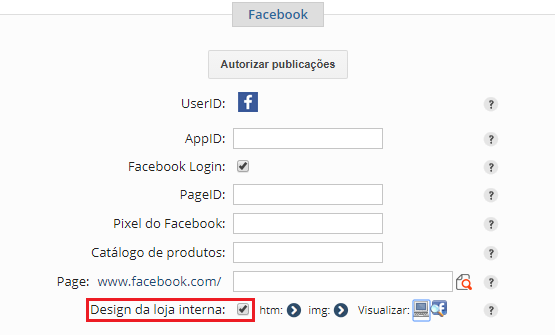 Facebook
Autorizar publicações
UserID: ?
AppID: ?
Facebook Login: ?
PageID: ?
Pixel do Facebook: ?
Catálogo de produtos: ?
Page: www.facebook.com/ ?
Design da loja interna: htm: img: Visualizar: ?